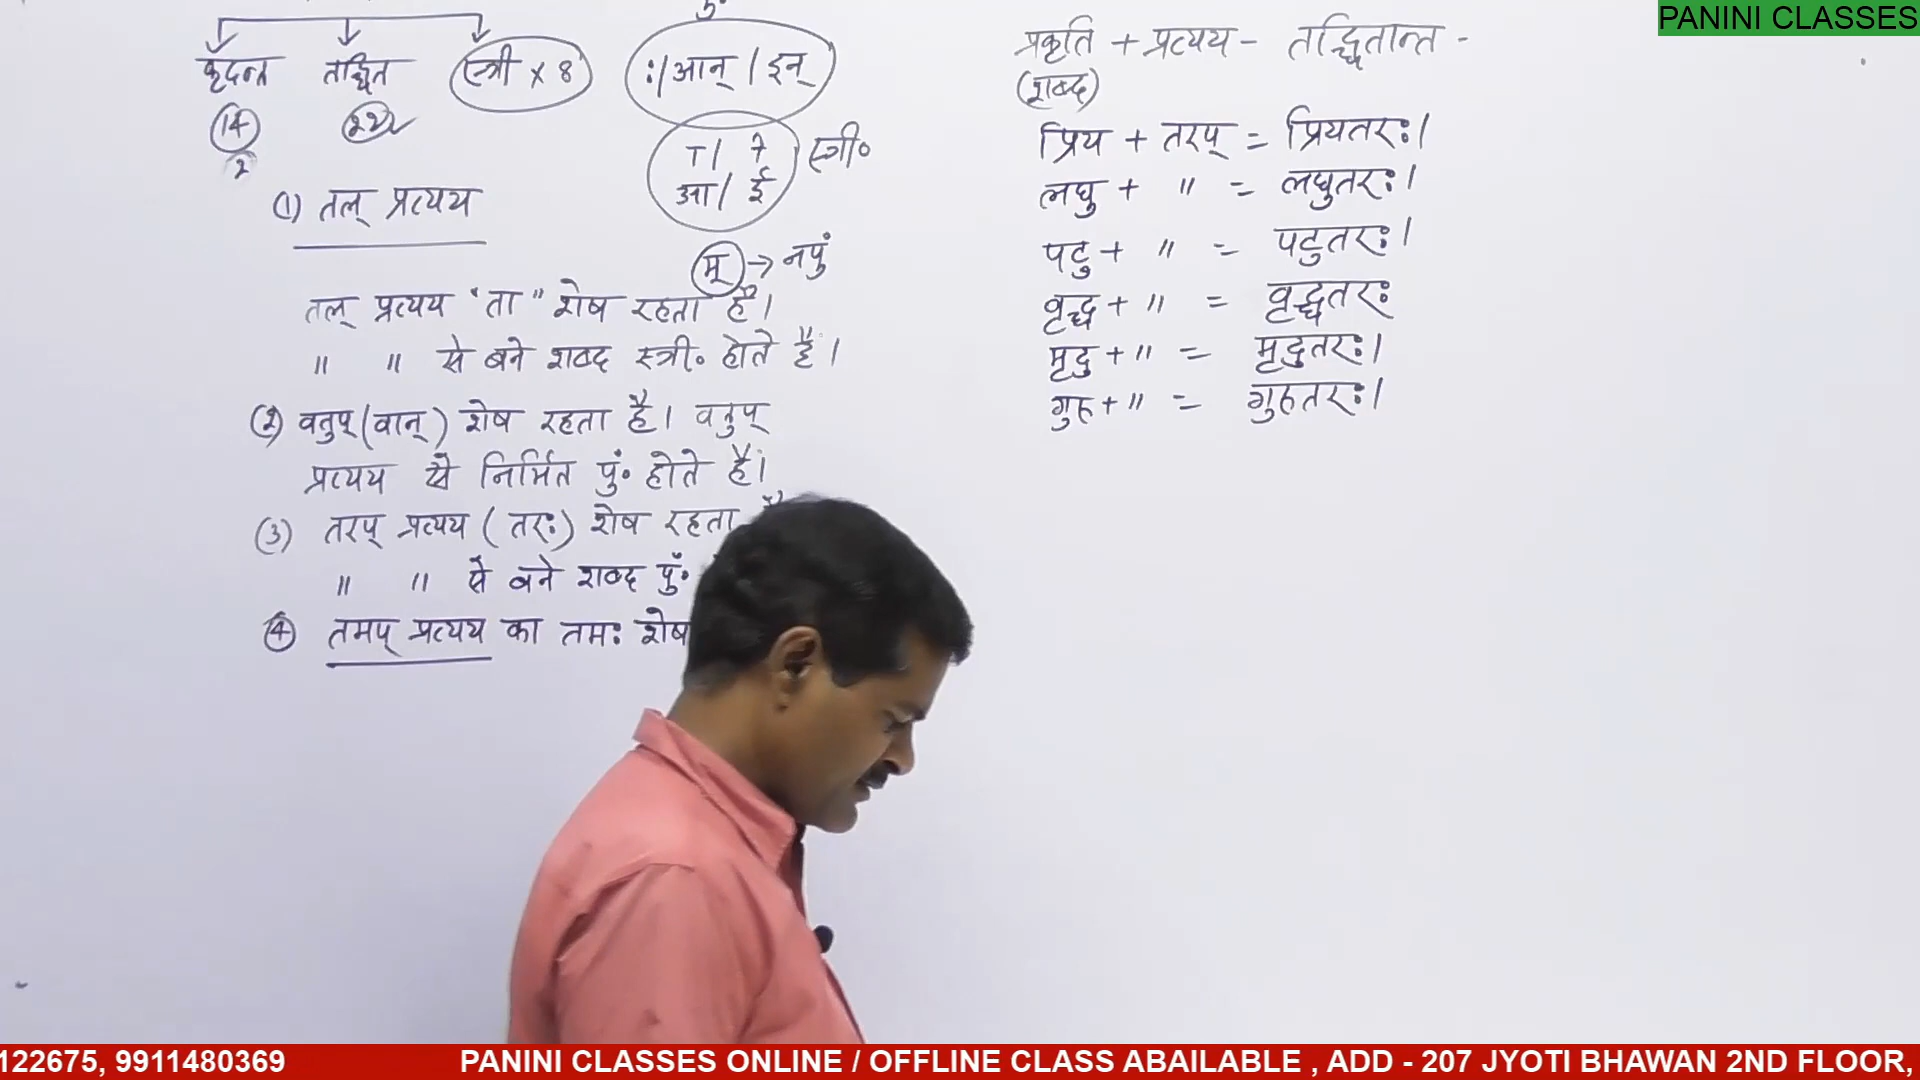 PANINI CLASSES
कृदन्त तद्धित स्त्री x 8 :/आन् / इन्
14
2
ा / ी स्त्री०
आ / ई
(1) तल् प्रत्यय
म् → नपुं
तल् प्रत्यय "ता" शेष रहता है।
" " से बने शब्द स्त्री० होते है।
(2) वतुप् (वान्) शेष रहता है। वतुप्
प्रत्यय से निर्मित पुं० होते है।
(3) तरप् प्रत्यय (तरः) शेष रहता
" " से बने शब्द पुं०
(4) तमप् प्रत्यय का तमः शेष
प्रकृति + प्रत्यय - तद्धितान्त -
(शब्द)
प्रिय + तरप् = प्रियतरः।
लघु + " = लघुतरः।
पटु + " = पटुतरः।
वृद्ध + " = वृद्धतरः
मृदु + " = मृदुतरः।
गुरु + " = गुरुतरः।
122675, 9911480369 PANINI CLASSES ONLINE / OFFLINE CLASS ABAILABLE , ADD - 207 JYOTI BHAWAN 2ND FLOOR,